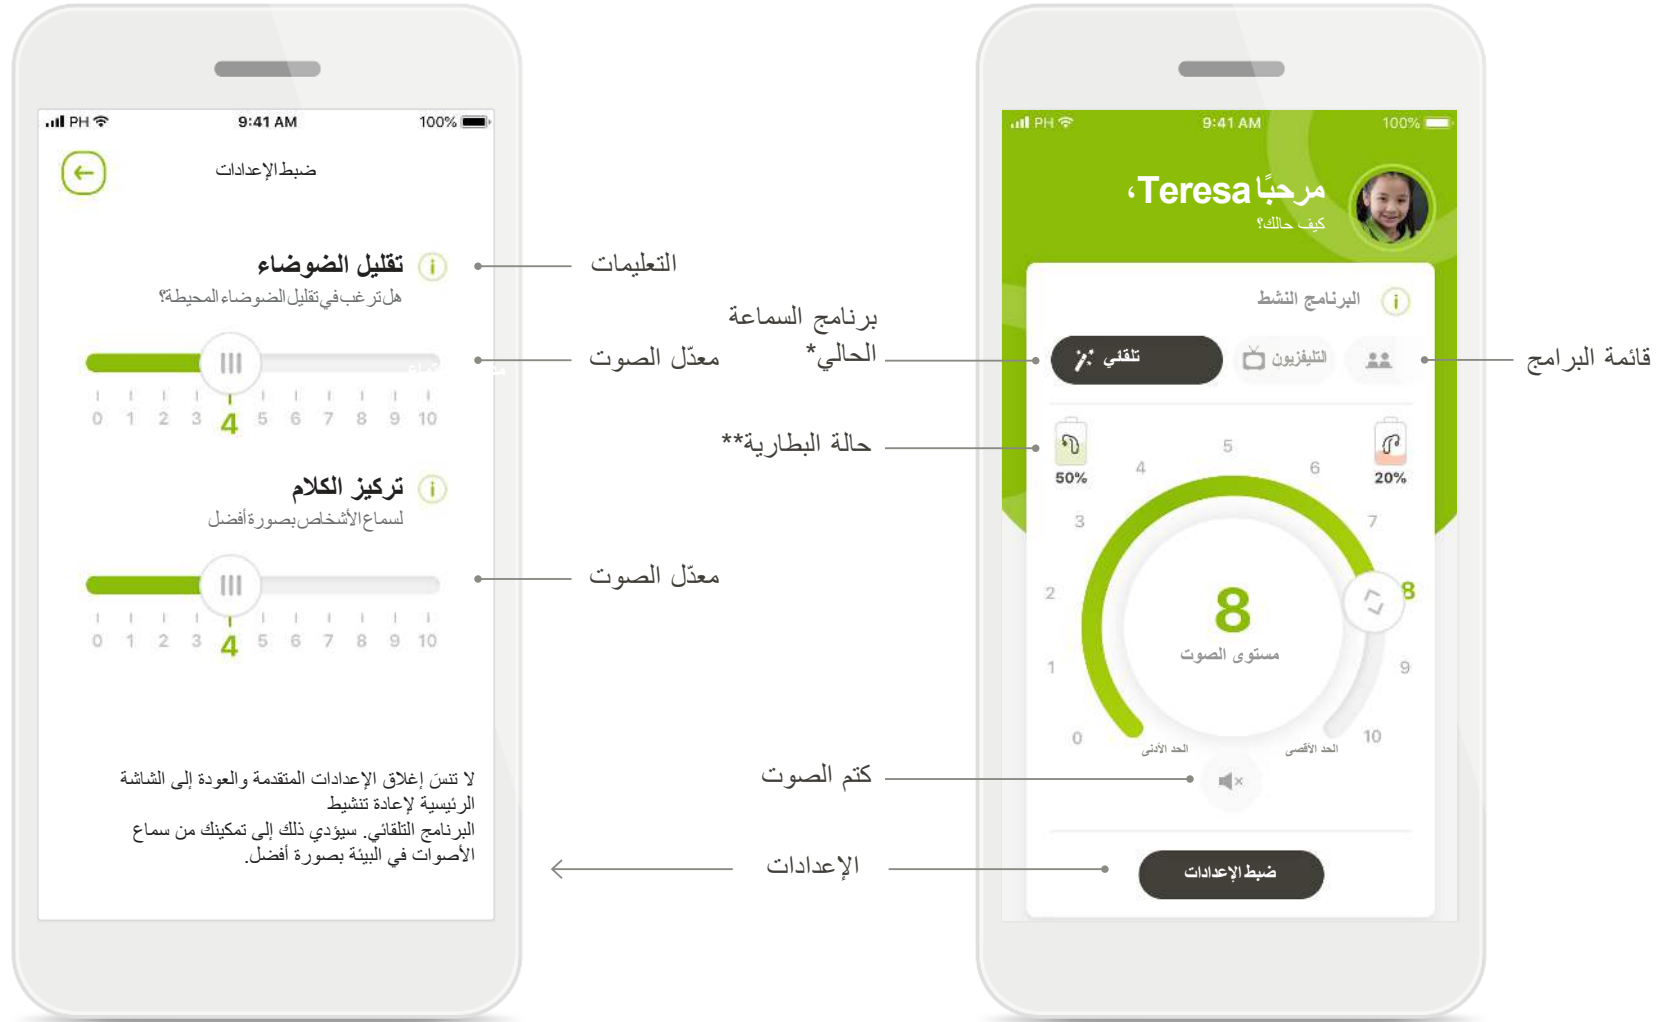 PH
9:41 AM
100%
مرحبًا Teresa،
كيف حالك؟
البرنامج النشط
التليفزيون
تلقائي
50%
20%
0
1
2
3
4
5
6
7
8
9
10
8
مستوى الصوت
الحد الأدنى
الحد الأقصى
ضبط الإعدادات
قائمة البرامج
برنامج السماعة
الحالي*
حالة البطارية**
كتم الصوت
الإعدادات
PH
9:41 AM
100%
ضبط الإعدادات
تقليل الضوضاء
هل ترغب في تقليل الضوضاء المحيطة؟
0 1 2 3 4 5 6 7 8 9 10
تركيز الكلام
لسماع الأشخاص بصورة أفضل
0 1 2 3 4 5 6 7 8 9 10
لا تنسَ إغلاق الإعدادات المتقدمة والعودة إلى الشاشة
الرئيسية لإعادة تنشيط
البرنامج التلقائي. سيؤدي ذلك إلى تمكينك من سماع
الأصوات في البيئة بصورة أفضل.
التعليمات
معدّل الصوت
معدّل الصوت